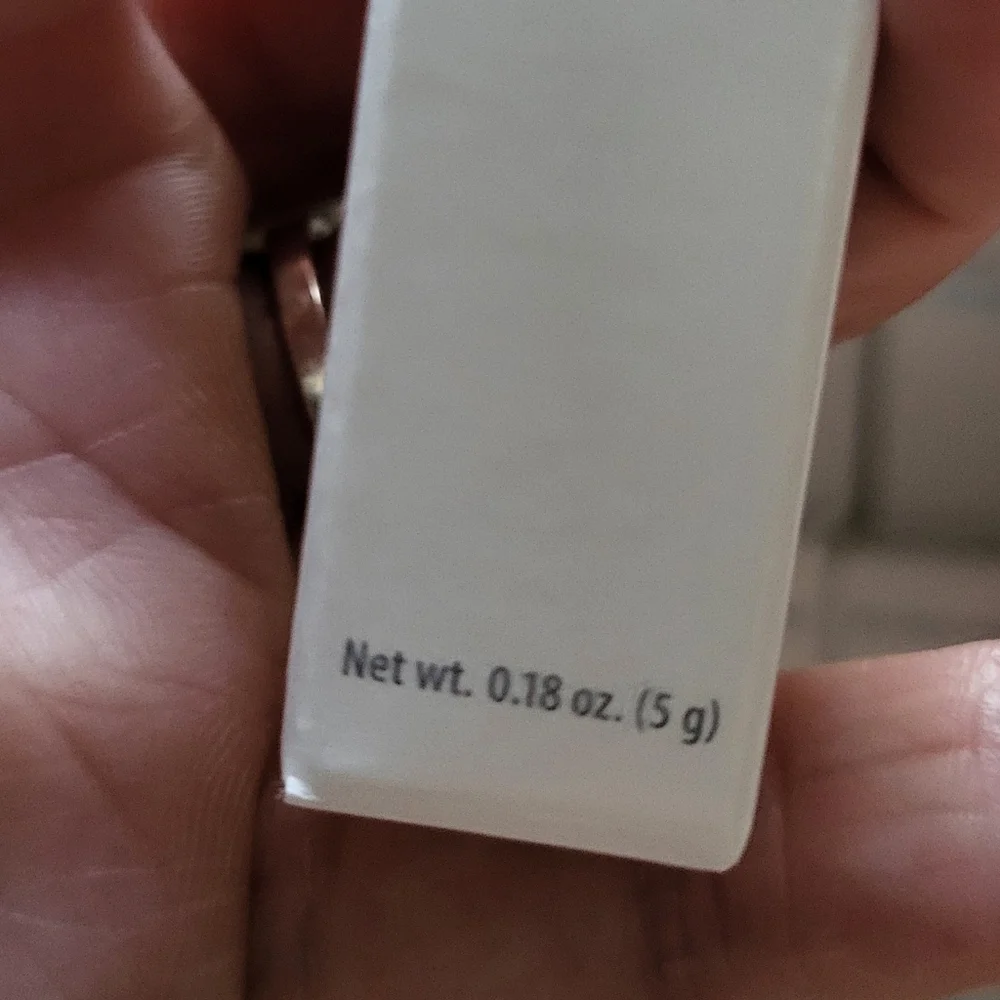 Net wt. 0.18 oz. (5 g)